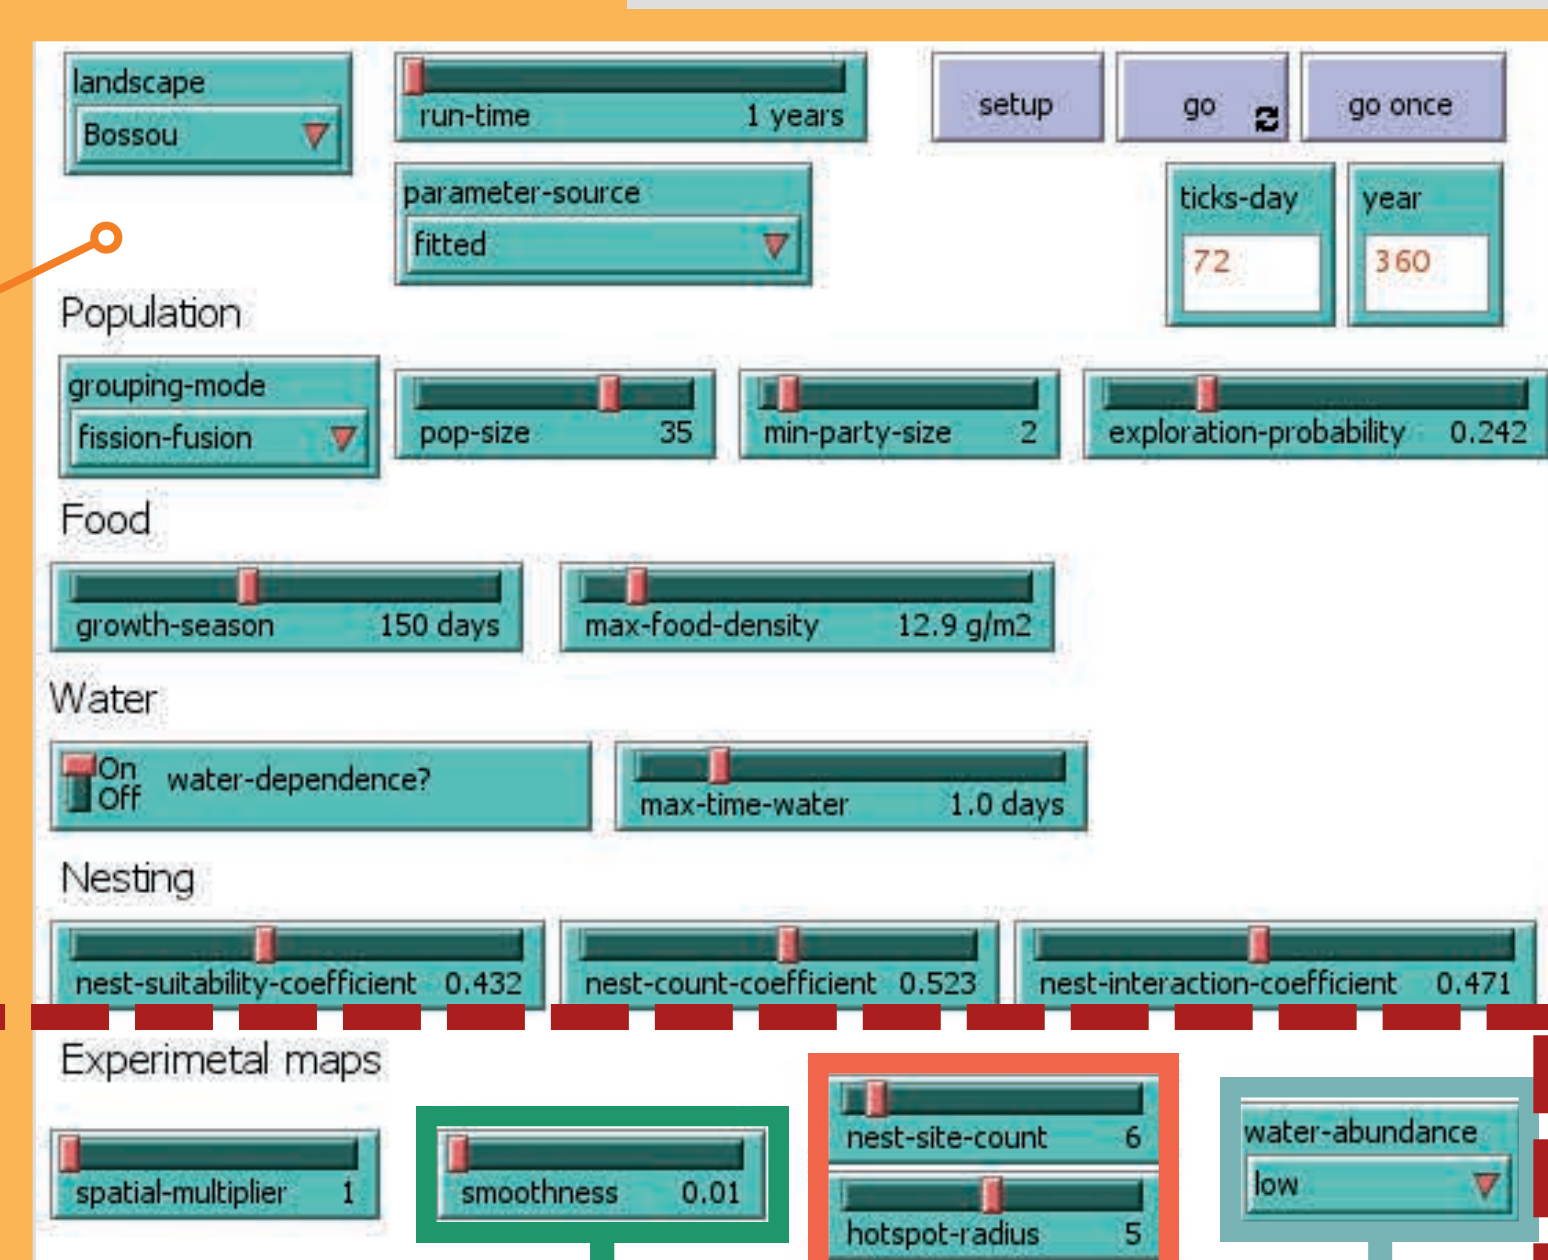 landscape
Bossou
run-time 1 years
setup
go
go once
parameter-source
fitted
ticks-day
72
year
360
Population
grouping-mode
fission-fusion
pop-size 35
min-party-size 2
exploration-probability 0.242
Food
growth-season 150 days
max-food-density 12.9 g/m2
Water
On
Off
water-dependence?
max-time-water 1.0 days
Nesting
nest-suitability-coefficient 0.432
nest-count-coefficient 0.523
nest-interaction-coefficient 0.471
Experimetal maps
spatial-multiplier 1
smoothness 0.01
nest-site-count 6
hotspot-radius 5
water-abundance
low